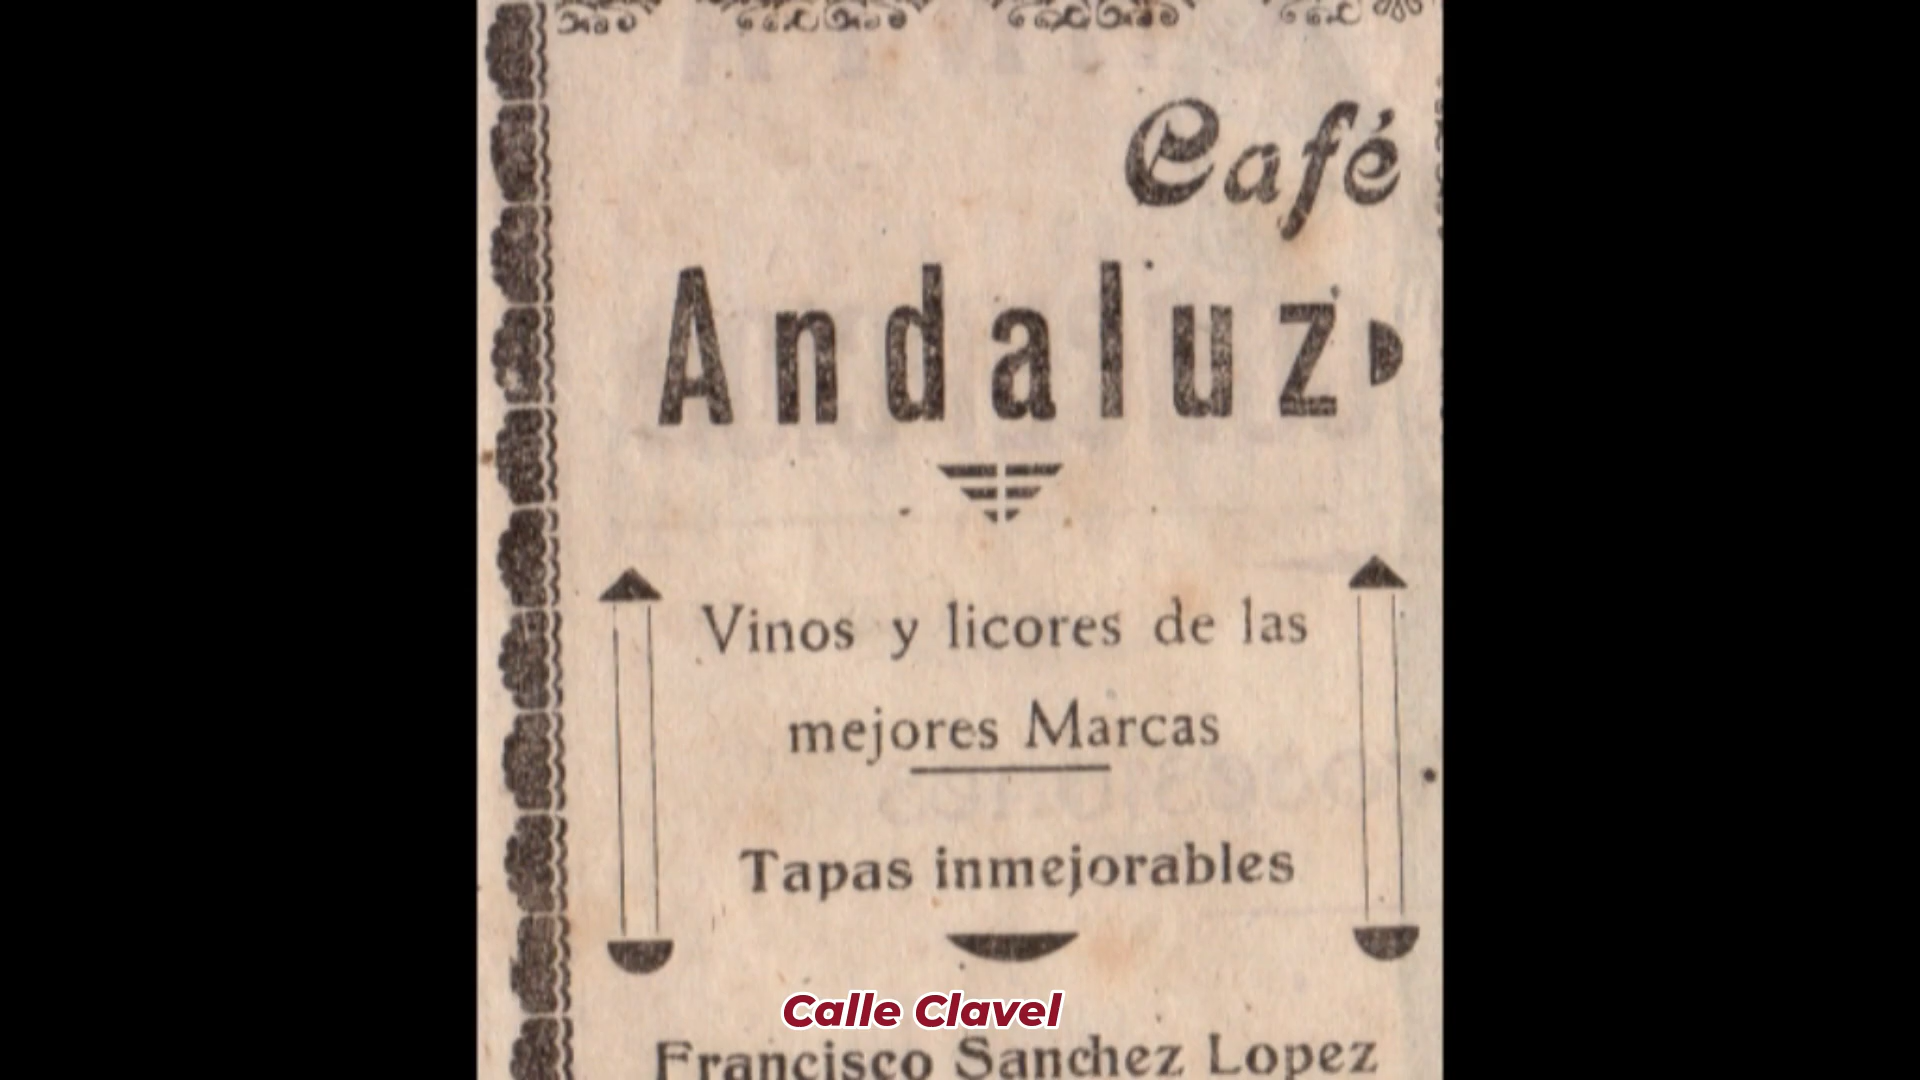 Café
Andaluz
Vinos y licores de las
mejores Marcas
Tapas inmejorables
Calle Clavel
Francisco Sanchez Lopez